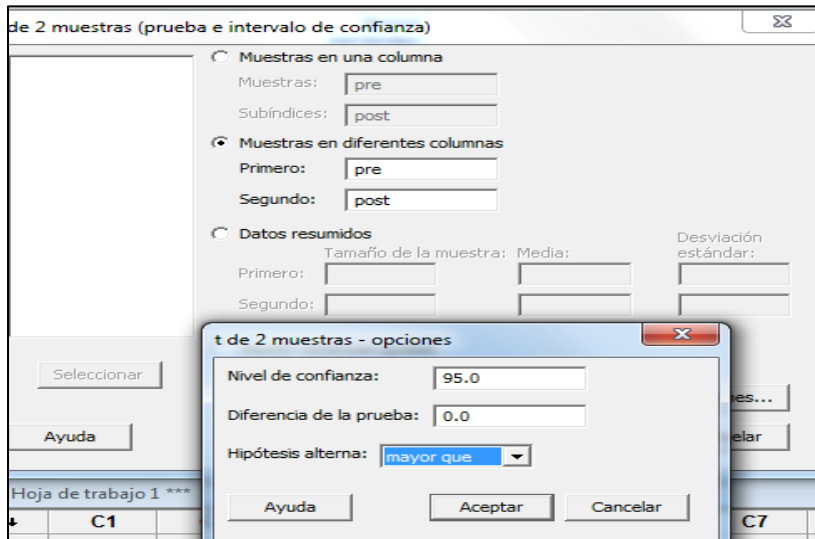 de 2 muestras (prueba e intervalo de confianza)
Muestras en una columna
Muestras: pre
Subíndices: post
Muestras en diferentes columnas
Primero: pre
Segundo: post
Datos resumidos
Tamaño de la muestra: Media: Desviación estándar:
Primero:
Segundo:
t de 2 muestras - opciones
Nivel de confianza: 95.0
Diferencia de la prueba: 0.0
Hipótesis alterna: mayor que
Ayuda Aceptar Cancelar
Seleccionar
Ayuda
es...
elar
Hoja de trabajo 1 ***
C1 C7